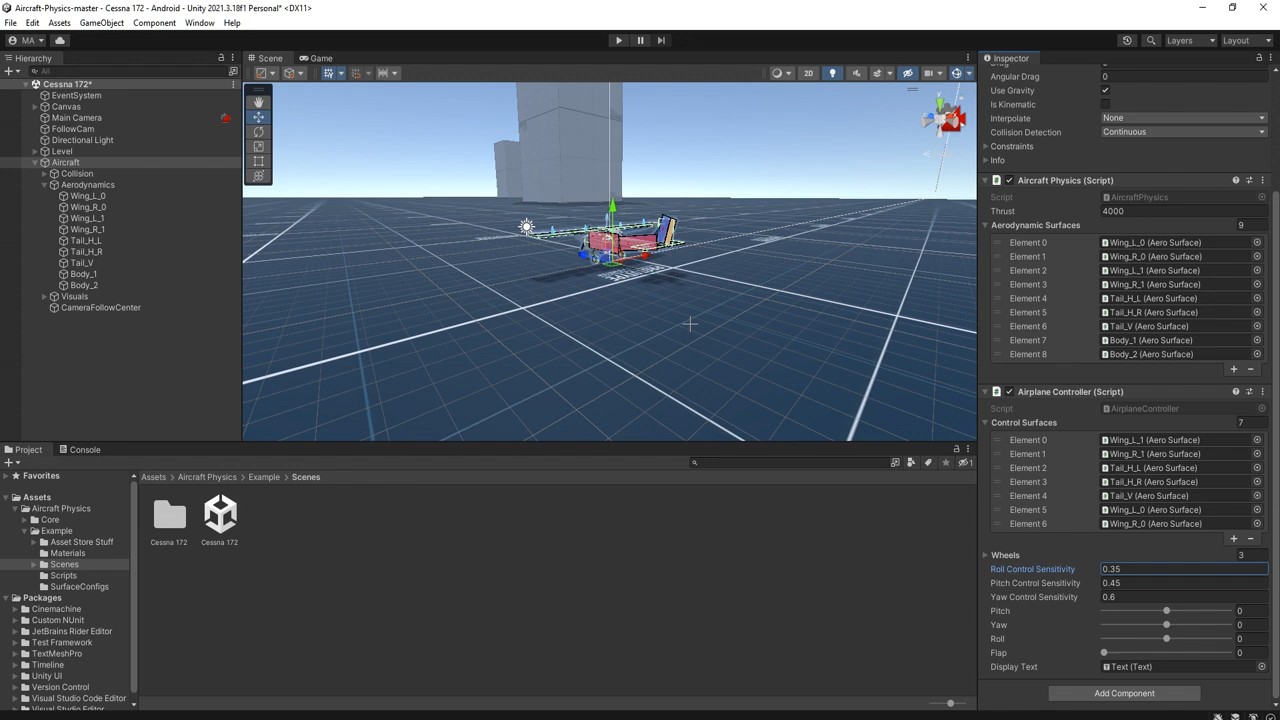 Aircraft-Physics-master - Cessna 172 - Android - Unity 2021.3.18f1 Personal* <DX11>
File Edit Assets GameObject Component Window Help
MA Layers Layout
Hierarchy
All
Cessna 172*
EventSystem
Canvas
Main Camera
FollowCam
Directional Light
Level
Aircraft
Collision
Aerodynamics
Wing_L_0
Wing_R_0
Wing_L_1
Wing_R_1
Tail_H_L
Tail_H_R
Tail_V
Body_1
Body_2
Visuals
CameraFollowCenter
Scene Game
2D
Inspector
Angular Drag 0
Use Gravity
Is Kinematic
Interpolate None
Collision Detection Continuous
Constraints
Info
Aircraft Physics (Script)
Script AircraftPhysics
Thrust 4000
Aerodynamic Surfaces 9
Element 0 Wing_L_0 (Aero Surface)
Element 1 Wing_R_0 (Aero Surface)
Element 2 Wing_L_1 (Aero Surface)
Element 3 Wing_R_1 (Aero Surface)
Element 4 Tail_H_L (Aero Surface)
Element 5 Tail_H_R (Aero Surface)
Element 6 Tail_V (Aero Surface)
Element 7 Body_1 (Aero Surface)
Element 8 Body_2 (Aero Surface)
Airplane Controller (Script)
Script AirplaneController
Control Surfaces 7
Element 0 Wing_L_1 (Aero Surface)
Element 1 Wing_R_1 (Aero Surface)
Element 2 Tail_H_L (Aero Surface)
Element 3 Tail_H_R (Aero Surface)
Element 4 Tail_V (Aero Surface)
Element 5 Wing_L_0 (Aero Surface)
Element 6 Wing_R_0 (Aero Surface)
Wheels 3
Roll Control Sensitivity 0.35
Pitch Control Sensitivity 0.45
Yaw Control Sensitivity 0.6
Pitch 0
Yaw 0
Roll 0
Flap 0
Display Text Text (Text)
Add Component
Project Console
1
Favorites
Assets
Aircraft Physics
Core
Example
Asset Store Stuff
Materials
Scenes
Scripts
SurfaceConfigs
Packages
Cinemachine
Custom NUnit
JetBrains Rider Editor
Test Framework
TextMeshPro
Timeline
Unity UI
Version Control
Visual Studio Code Editor
Visual Studio Editor
Assets Aircraft Physics Example Scenes
Cessna 172 Cessna 172